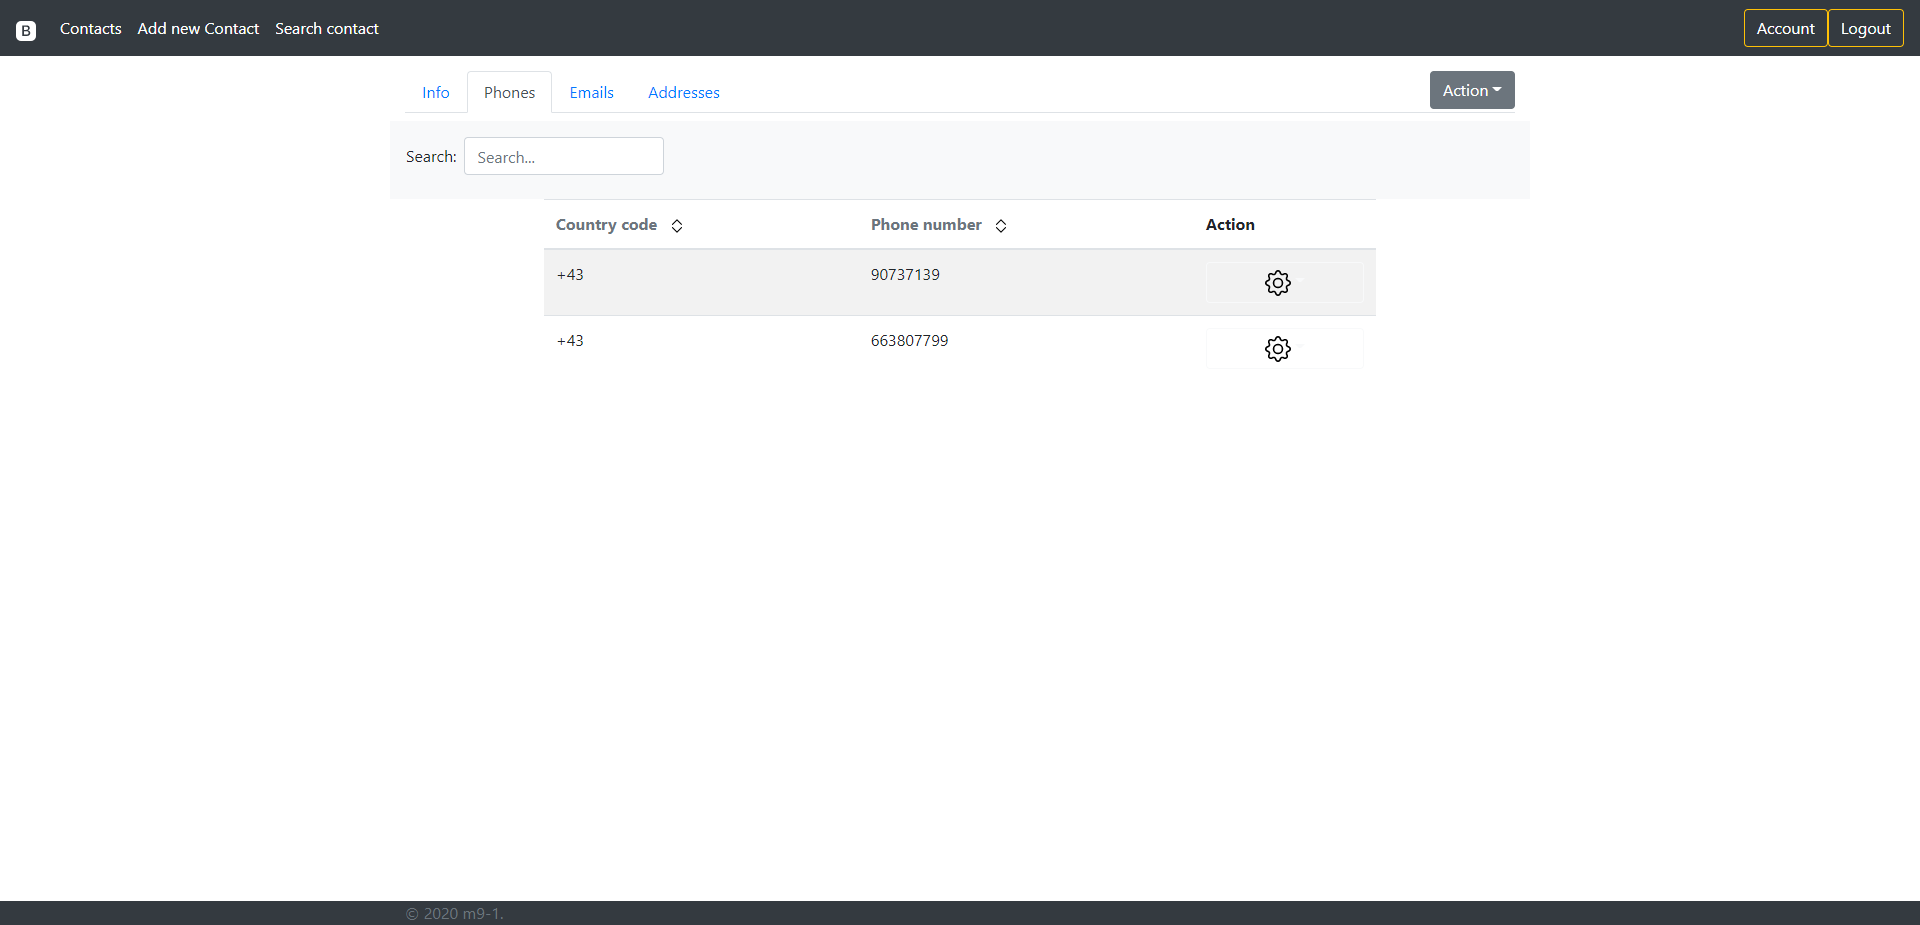 B Contacts Add new Contact Search contact Account Logout
Info Phones Emails Addresses Action
Search: Search...
Country code Phone number Action
+43 90737139
+43 663807799
© 2020 m9-1.